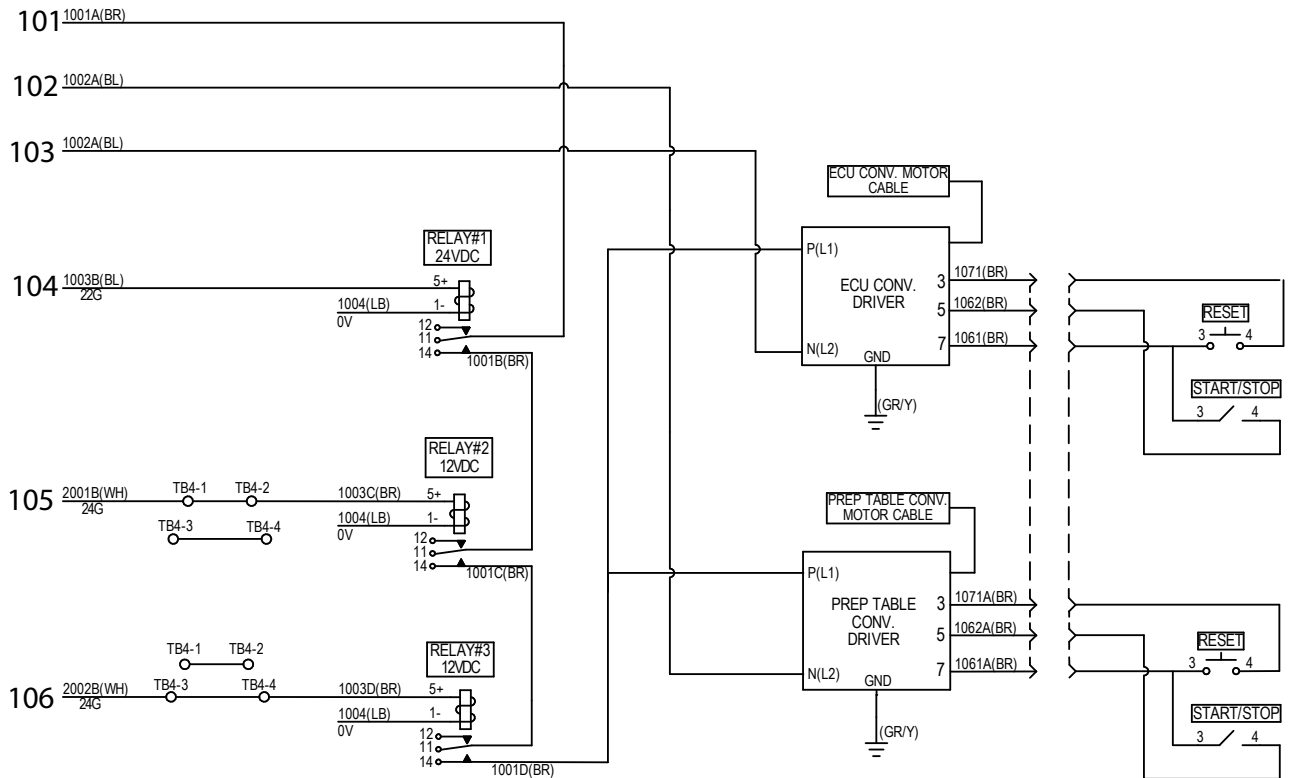 101 1001A(BR)
102 1002A(BL)
103 1002A(BL)
ECU CONV. MOTOR
CABLE
RELAY#1
24VDC
P(L1)
104 1003B(BL)
22G
5+
1004(LB)
0V
1-
12
11
14
1001B(BR)
ECU CONV.
DRIVER
3 1071(BR)
5 1062(BR)
7 1061(BR)
N(L2)
GND
(GR/Y)
RESET
3 4
START/STOP
3 4
RELAY#2
12VDC
105 2001B(WH)
24G
TB4-1 TB4-2
TB4-3 TB4-4
1003C(BR)
5+
1004(LB)
0V
1-
12
11
14
1001C(BR)
PREP TABLE CONV.
MOTOR CABLE
P(L1)
PREP TABLE
CONV.
DRIVER
3 1071A(BR)
5 1062A(BR)
7 1061A(BR)
N(L2)
GND
(GR/Y)
RESET
3 4
START/STOP
3 4
RELAY#3
12VDC
TB4-1 TB4-2
106 2002B(WH)
24G
TB4-3 TB4-4
1003D(BR)
5+
1004(LB)
0V
1-
12
11
14
1001D(BR)